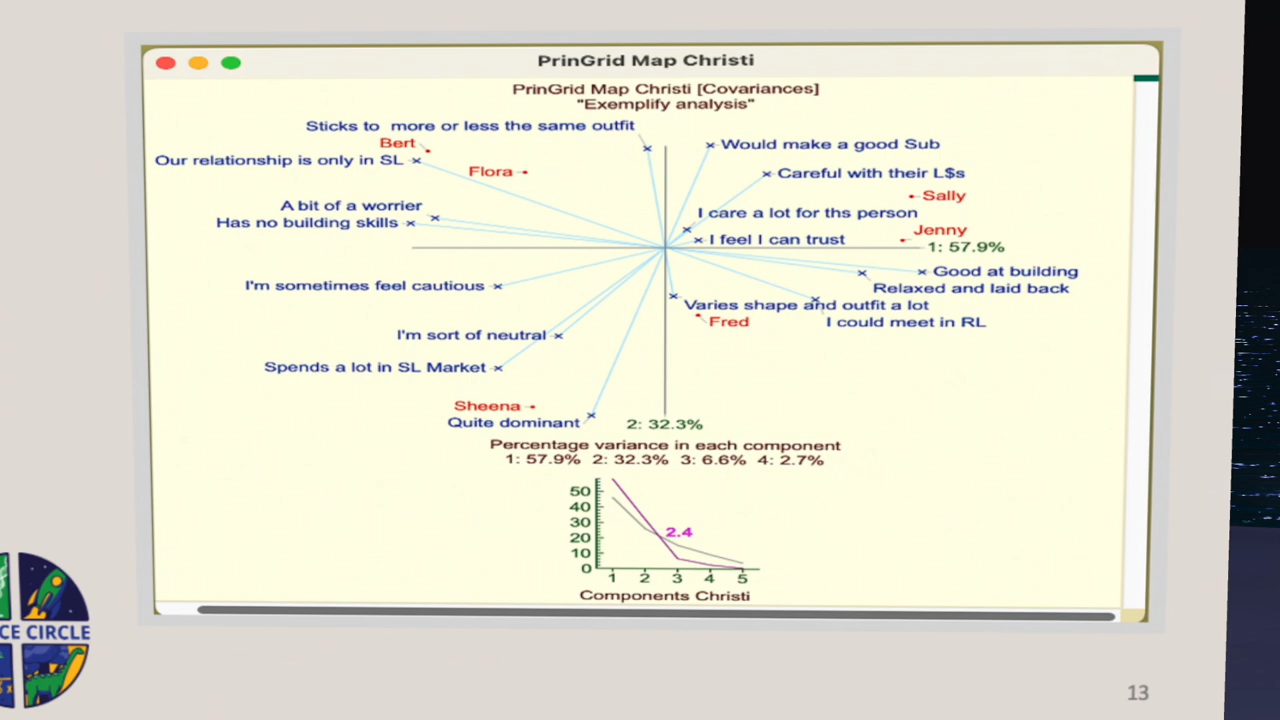 PrinGrid Map Christi
PrinGrid Map Christi [Covariances]
"Exemplify analysis"
Sticks to more or less the same outfit
Bert
Would make a good Sub
Our relationship is only in SL
Flora
Careful with their L$s
Sally
A bit of a worrier
I care a lot for ths person
Has no building skills
Jenny
I feel I can trust
1: 57.9%
Good at building
I'm sometimes feel cautious
Relaxed and laid back
Varies shape and outfit a lot
Fred
I could meet in RL
I'm sort of neutral
Spends a lot in SL Market
Sheena
Quite dominant
2: 32.3%
Percentage variance in each component
1: 57.9% 2: 32.3% 3: 6.6% 4: 2.7%
50
40
30
20
10
0
2.4
1 2 3 4 5
Components Christi
CE CIRCLE
13